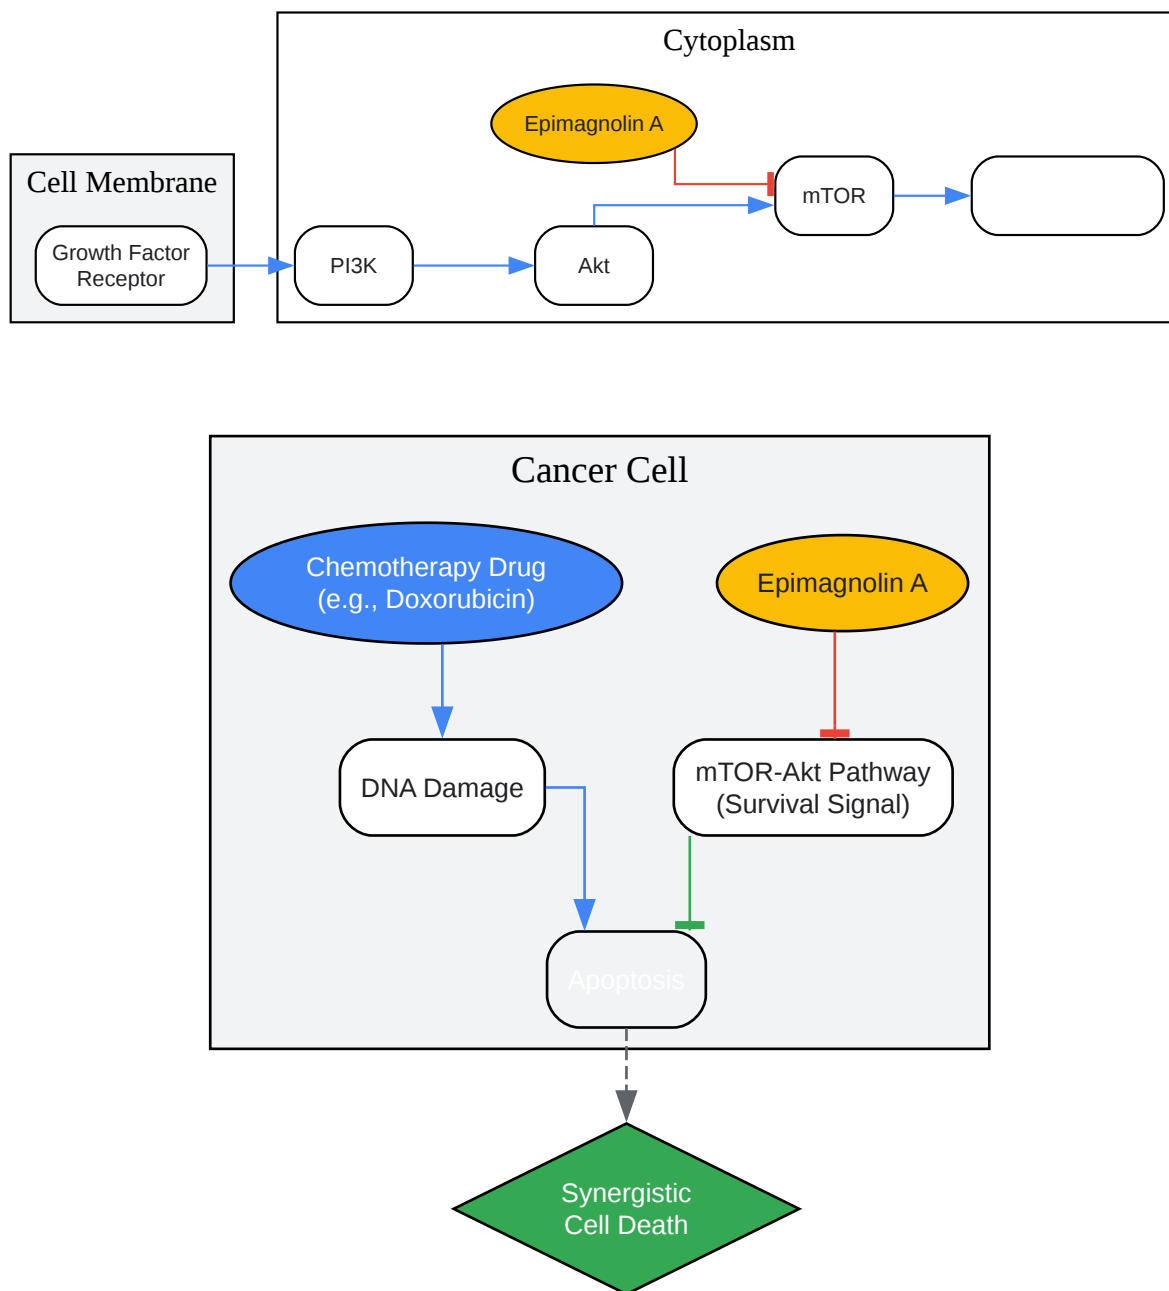 Cytoplasm
Epimagnolin A
Cell Membrane
mTOR
Growth Factor
Receptor
PI3K
Akt
Cancer Cell
Chemotherapy Drug
(e.g., Doxorubicin)
Epimagnolin A
DNA Damage
mTOR-Akt Pathway
(Survival Signal)
Apoptosis
Synergistic
Cell Death